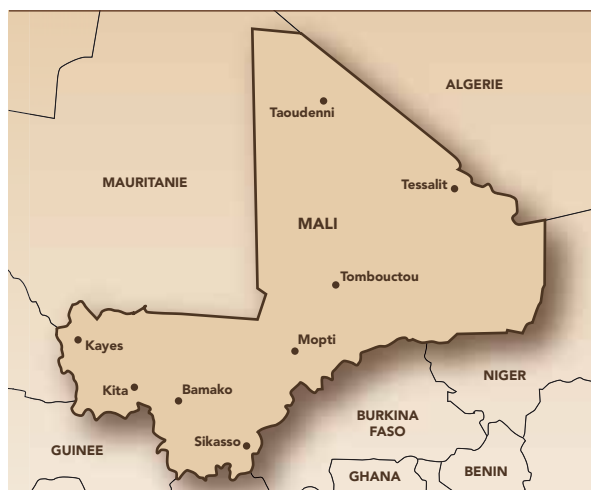 ALGERIE
Taoudenni
MAURITANIE
Tessalit
MALI
Tombouctou
Mopti
Kayes
NIGER
Kita
Bamako
BURKINA
FASO
Sikasso
GUINEE
GHANA
BENIN